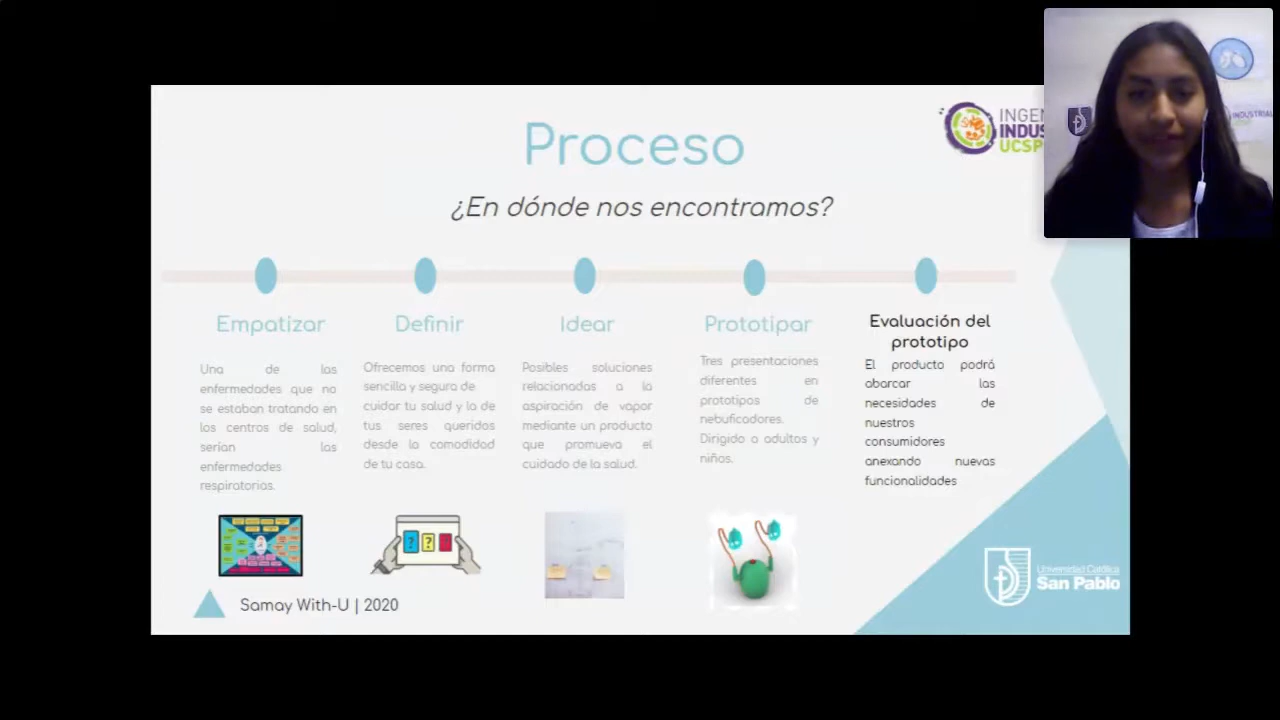 Proceso
INGEN
INDUS
UCSP
¿En dónde nos encontramos?
Empatizar
Una de las
enfermedades que no
se estaban tratando en
los centros de salud,
serían las
enfermedades
respiratorias.
Definir
Ofrecemos una forma
sencilla y segura de
cuidar tu salud y la de
tus seres queridos
desde la comodidad
de tu casa.
Idear
Posibles soluciones
relacionadas a la
aspiración de vapor
mediante un producto
que promueva el
cuidado de la salud.
Prototipar
Tres presentaciones
diferentes en
prototipos de
nebuficadores.
Dirigido a adultos y
niños.
Evaluación del
prototipo
El producto podrá
abarcar las
necesidades de
nuestros
consumidores
anexando nuevas
funcionalidades
? ? ?
Samay With-U | 2020
Universidad Católica
San Pablo
INDUSTRIAL